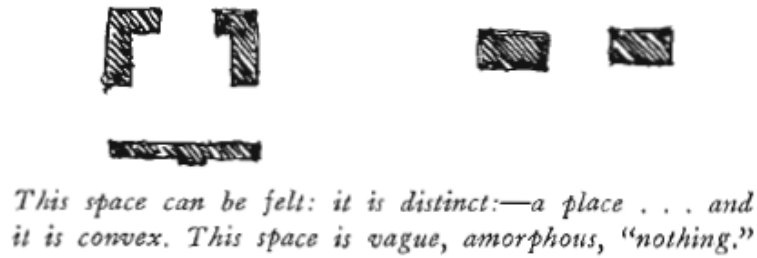 This space can be felt: it is distinct:—a place . . . and
it is convex. This space is vague, amorphous, “nothing.”